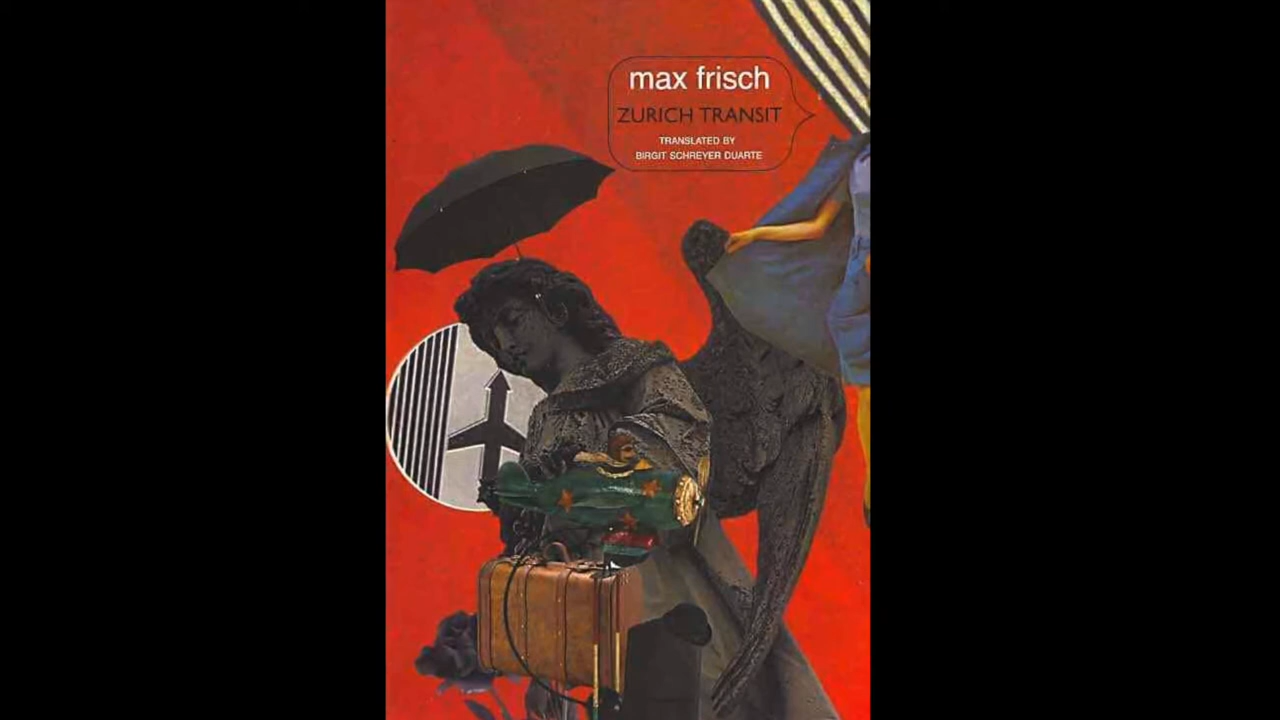 max frisch
ZURICH TRANSIT
TRANSLATED BY
BIRGIT SCHREYER DUARTE